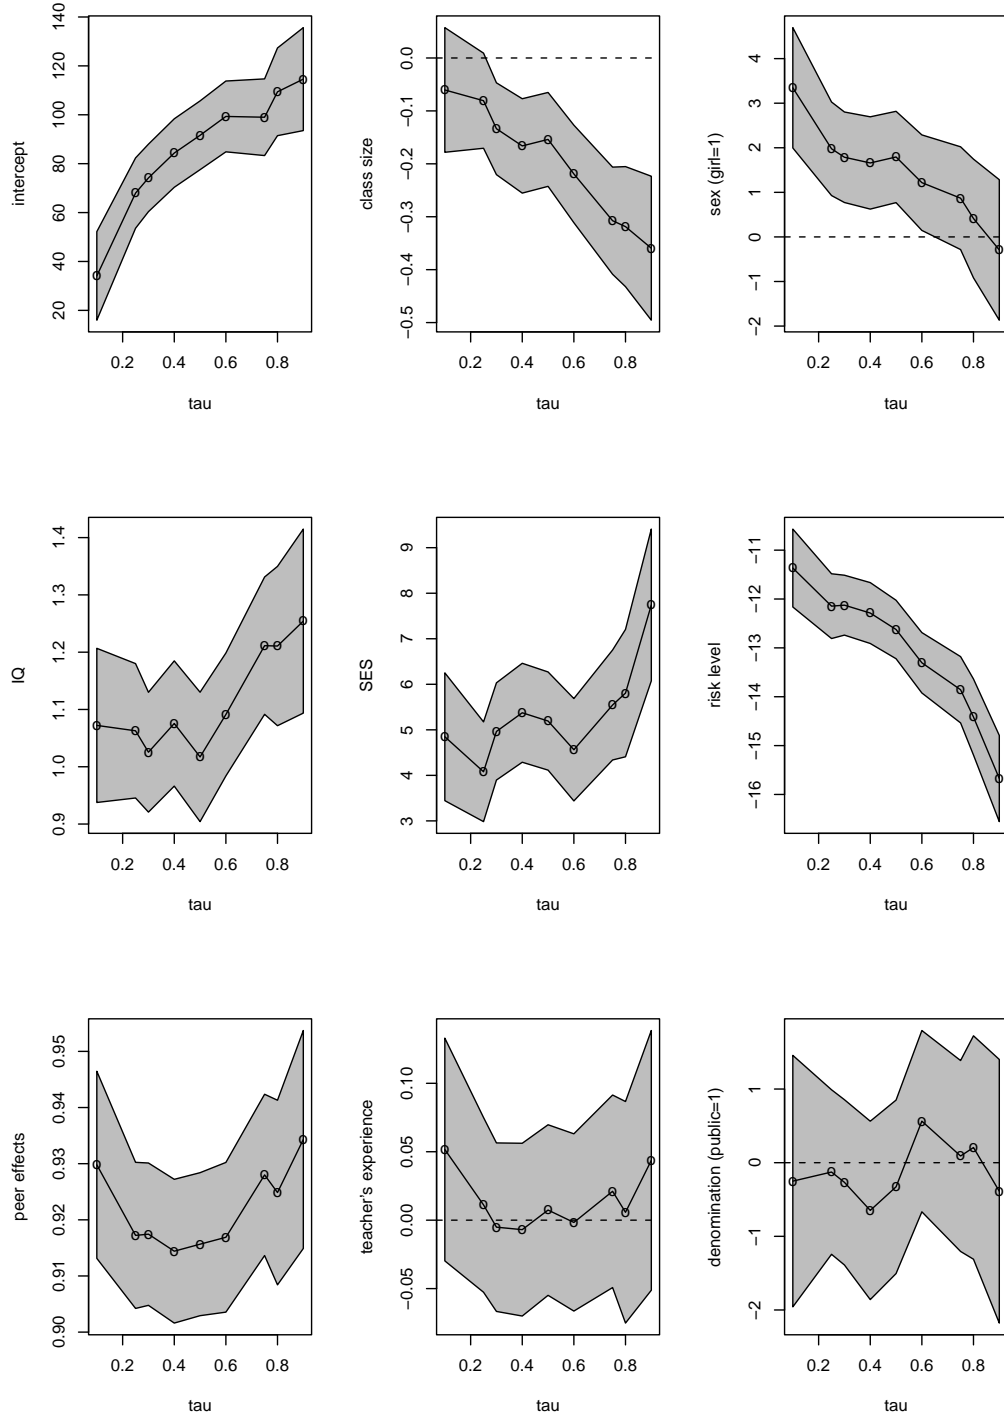 0.2 0.4 0.6 0.8
20 40 60 80 100 120 140
tau
intercept
0.2 0.4 0.6 0.8
−0.5 −0.4 −0.3 −0.2 −0.1 0.0
tau
class size
0.2 0.4 0.6 0.8
−2 −1 0 1 2 3 4
tau
sex (girl=1)
0.2 0.4 0.6 0.8
0.9 1.0 1.1 1.2 1.3 1.4
tau
IQ
0.2 0.4 0.6 0.8
3 4 5 6 7 8 9
tau
SES
0.2 0.4 0.6 0.8
−16 −15 −14 −13 −12 −11
tau
risk level
0.2 0.4 0.6 0.8
0.90 0.91 0.92 0.93 0.94 0.95
tau
peer effects
0.2 0.4 0.6 0.8
−0.05 0.00 0.05 0.10
tau
teacher's experience
0.2 0.4 0.6 0.8
−2 −1 0 1
tau
denomination (public=1)